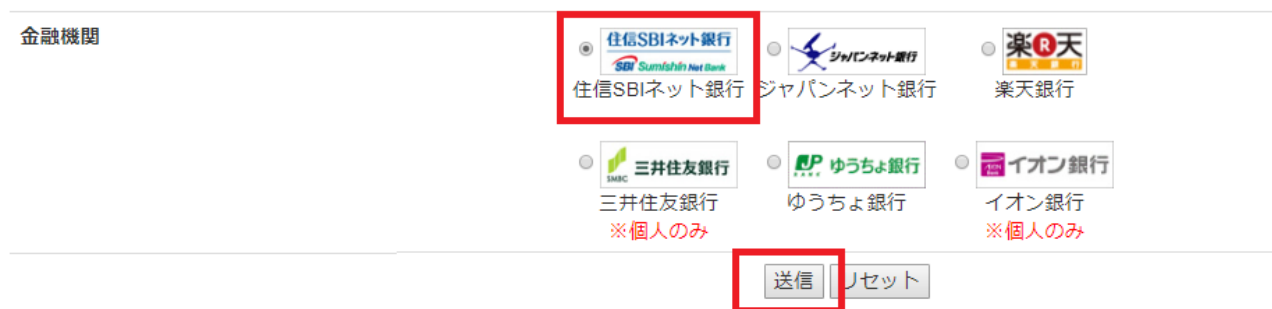 金融機関
住信SBIネット銀行
SBI Sumishin Net Bank
住信SBIネット銀行
ジャパンネット銀行
ジャパンネット銀行
楽R天
楽天銀行
楽天銀行
SMBC 三井住友銀行
三井住友銀行
※個人のみ
JP BANK ゆうちょ銀行
ゆうちょ銀行
AEON Bank イオン銀行
イオン銀行
※個人のみ
送信 リセット